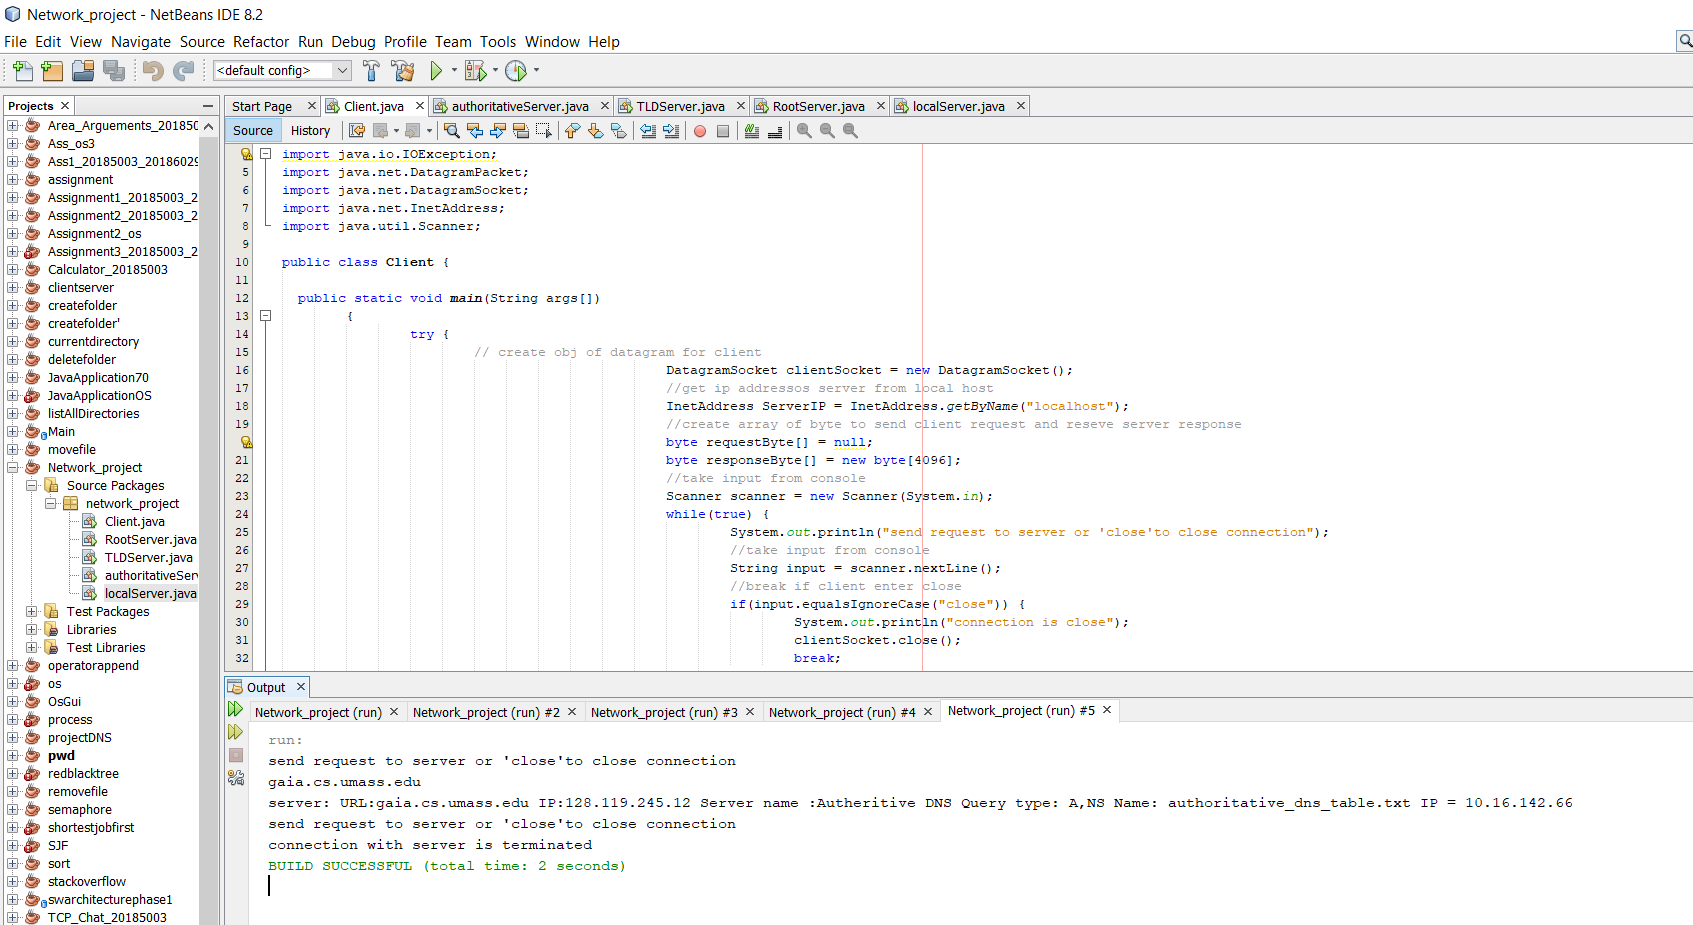 Network_project - NetBeans IDE 8.2
File Edit View Navigate Source Refactor Run Debug Profile Team Tools Window Help
<default config>
Projects
Area_Arguements_20185(
Ass_os3
Ass1_20185003_20186029
assignment
Assignment1_20185003_2
Assignment2_20185003_2
Assignment2_os
Assignment3_20185003_2
Calculator_20185003
clientserver
createfolder
createfolder'
currentdirectory
deletefolder
JavaApplication70
JavaApplicationOS
listAllDirectories
Main
movefile
Network_project
Source Packages
network_project
Client.java
RootServer.java
TLDServer.java
authoritativeSer
localServer.java
Test Packages
Libraries
Test Libraries
operatorappend
os
OsGui
process
projectDNS
pwd
redblacktree
removefile
semaphore
shortestjobfirst
SJF
sort
stackoverflow
swarchitecturephase1
TCP_Chat_20185003
Start Page Client.java authoritativeServer.java TLDServer.java RootServer.java localServer.java
Source History
import java.io.IOException;
5 import java.net.DatagramPacket;
6 import java.net.DatagramSocket;
7 import java.net.InetAddress;
8 import java.util.Scanner;
9
10 public class Client {
11
12 public static void main(String args[])
13 {
14 try {
15 // create obj of datagram for client
16 DatagramSocket clientSocket = new DatagramSocket();
17 //get ip addressos server from local host
18 InetAddress ServerIP = InetAddress.getByName("localhost");
19 //create array of byte to send client request and reseve server response
byte requestByte[] = null;
21 byte responseByte[] = new byte[4096];
22 //take input from console
23 Scanner scanner = new Scanner(System.in);
24 while(true) {
25 System.out.println("send request to server or 'close'to close connection");
26 //take input from console
27 String input = scanner.nextLine();
28 //break if client enter close
29 if(input.equalsIgnoreCase("close")) {
30 System.out.println("connection is close");
31 clientSocket.close();
32 break;
Output
Network_project (run) Network_project (run) #2 Network_project (run) #3 Network_project (run) #4 Network_project (run) #5
run:
send request to server or 'close'to close connection
gaia.cs.umass.edu
server: URL:gaia.cs.umass.edu IP:128.119.245.12 Server name :Autheritive DNS Query type: A,NS Name: authoritative_dns_table.txt IP = 10.16.142.66
send request to server or 'close'to close connection
connection with server is terminated
BUILD SUCCESSFUL (total time: 2 seconds)